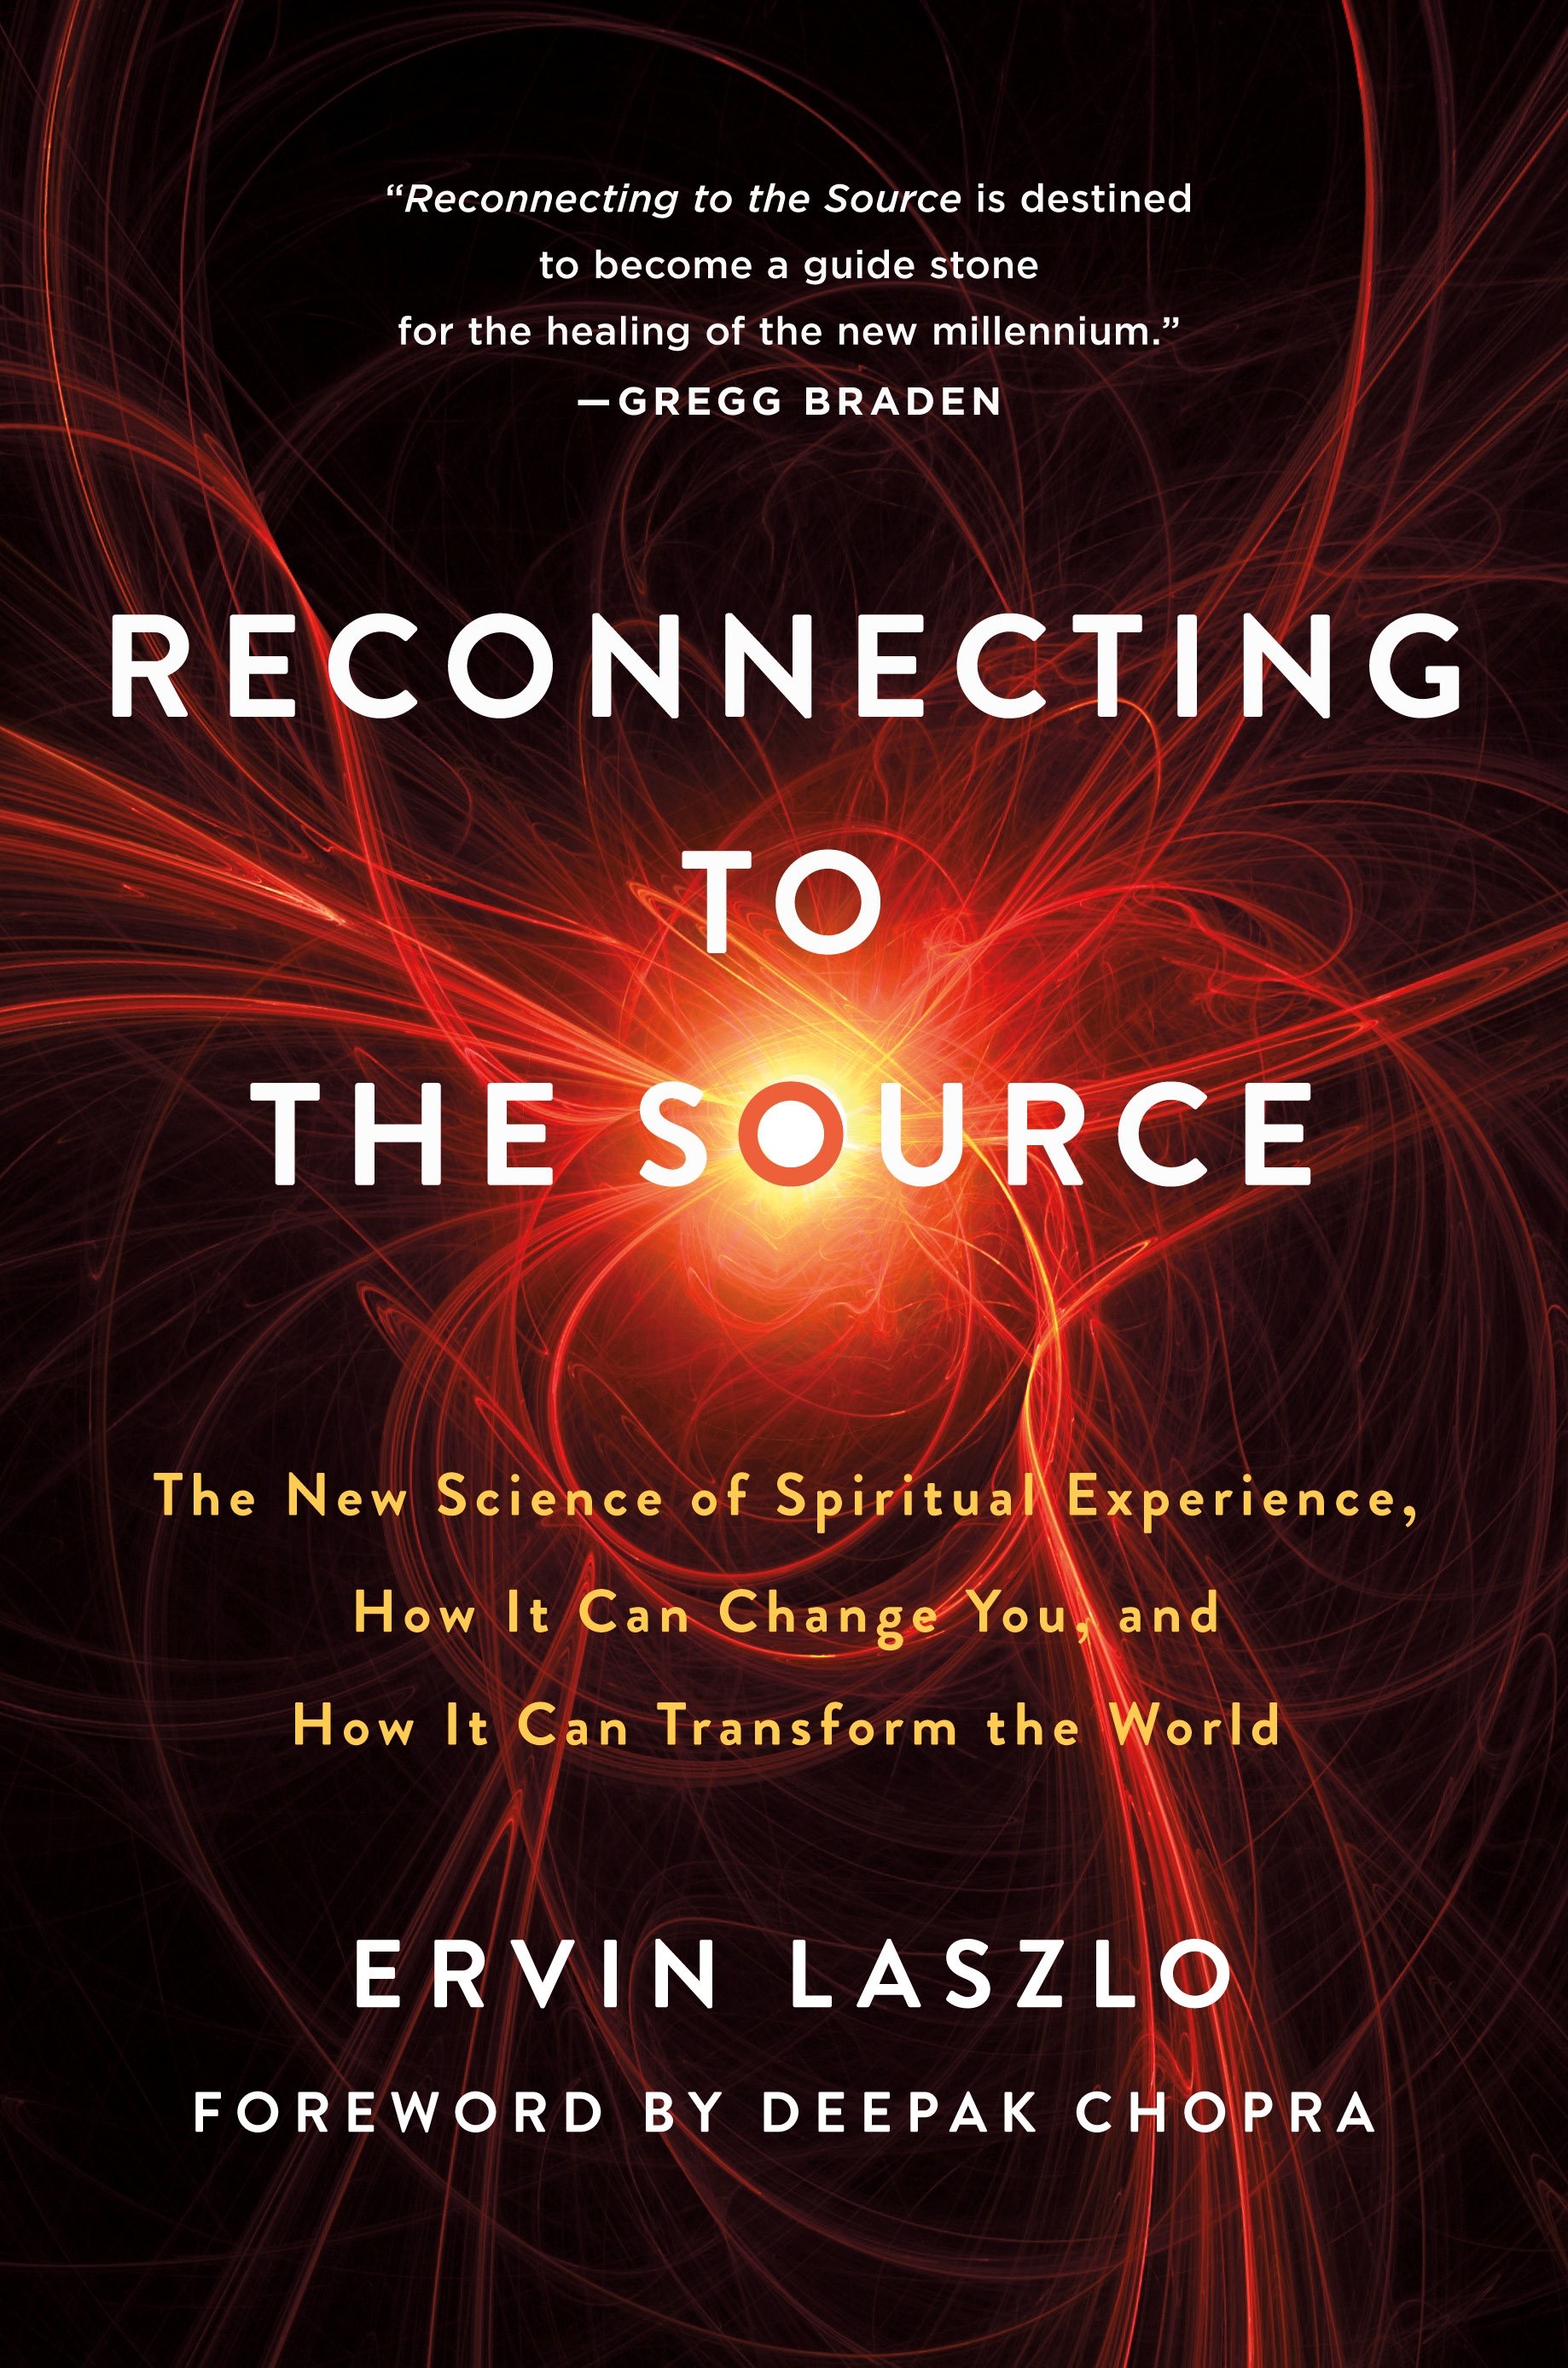 “Reconnecting to the Source is destined
to become a guide stone
for the healing of the new millennium.”
—GREGG BRADEN
RECONNECTING
TO
THE SOURCE
The New Science of Spiritual Experience,
How It Can Change You, and
How It Can Transform the World
ERVIN LASZLO
FOREWORD BY DEEPAK CHOPRA